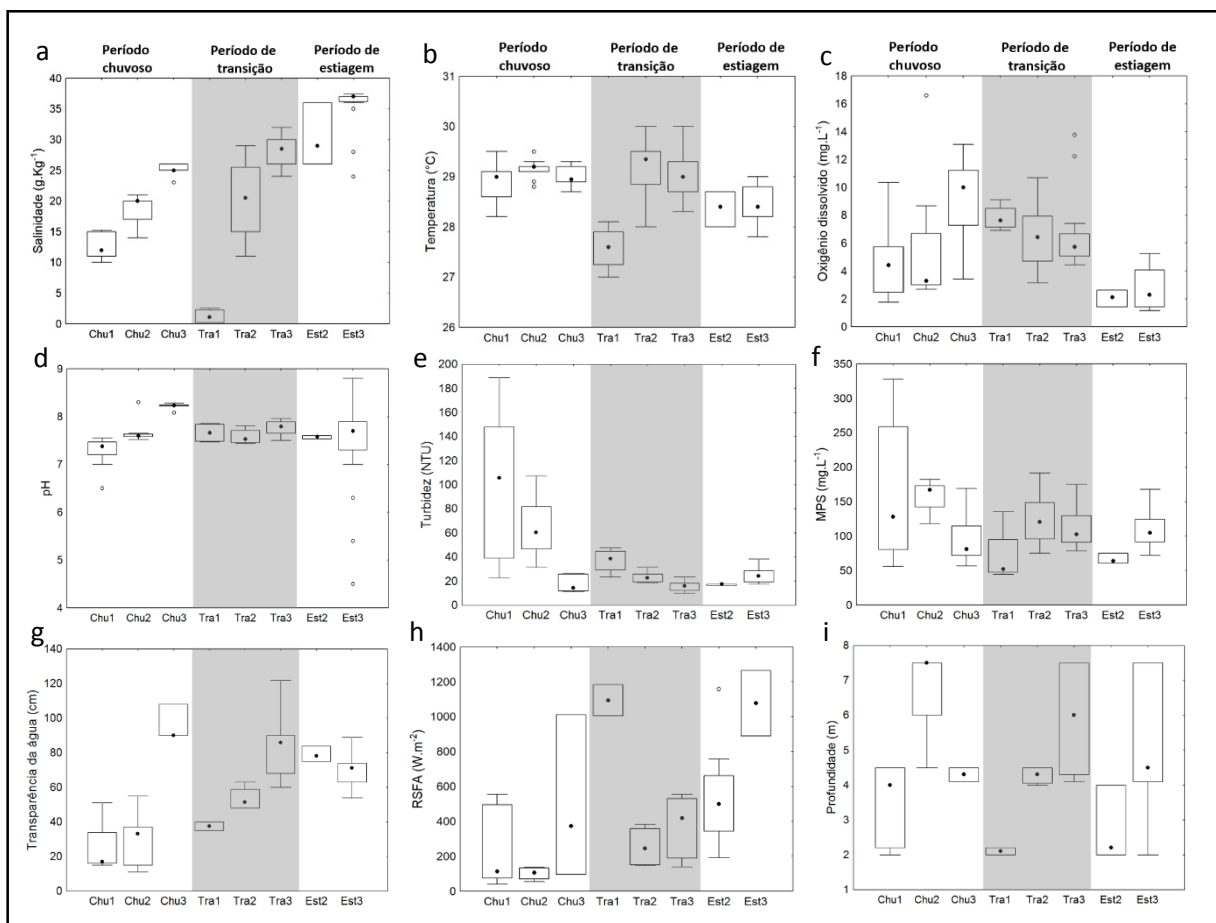 a
Período chuvoso
Período de transição
Período de estiagem
Salinidade (g.Kg-1)
40
35
30
25
20
15
10
5
0
Chu1 Chu2 Chu3 Tra1 Tra2 Tra3 Est2 Est3
b
Período chuvoso
Período de transição
Período de estiagem
Temperatura (°C)
31
30
29
28
27
26
Chu1 Chu2 Chu3 Tra1 Tra2 Tra3 Est2 Est3
c
Período chuvoso
Período de transição
Período de estiagem
Oxigênio dissolvido (mg.L-1)
18
16
14
12
10
8
6
4
2
0
Chu1 Chu2 Chu3 Tra1 Tra2 Tra3 Est2 Est3
d
pH
9
8
7
6
5
4
Chu1 Chu2 Chu3 Tra1 Tra2 Tra3 Est2 Est3
e
Turbidez (NTU)
200
180
160
140
120
100
80
60
40
20
0
Chu1 Chu2 Chu3 Tra1 Tra2 Tra3 Est2 Est3
f
MPS (mg.L-1)
350
300
250
200
150
100
50
0
Chu1 Chu2 Chu3 Tra1 Tra2 Tra3 Est2 Est3
g
Transparência da água (cm)
140
120
100
80
60
40
20
0
Chu1 Chu2 Chu3 Tra1 Tra2 Tra3 Est2 Est3
h
RSFA (W.m-2)
1400
1200
1000
800
600
400
200
0
Chu1 Chu2 Chu3 Tra1 Tra2 Tra3 Est2 Est3
i
Profundidade (m)
8
7
6
5
4
3
2
1
Chu1 Chu2 Chu3 Tra1 Tra2 Tra3 Est2 Est3